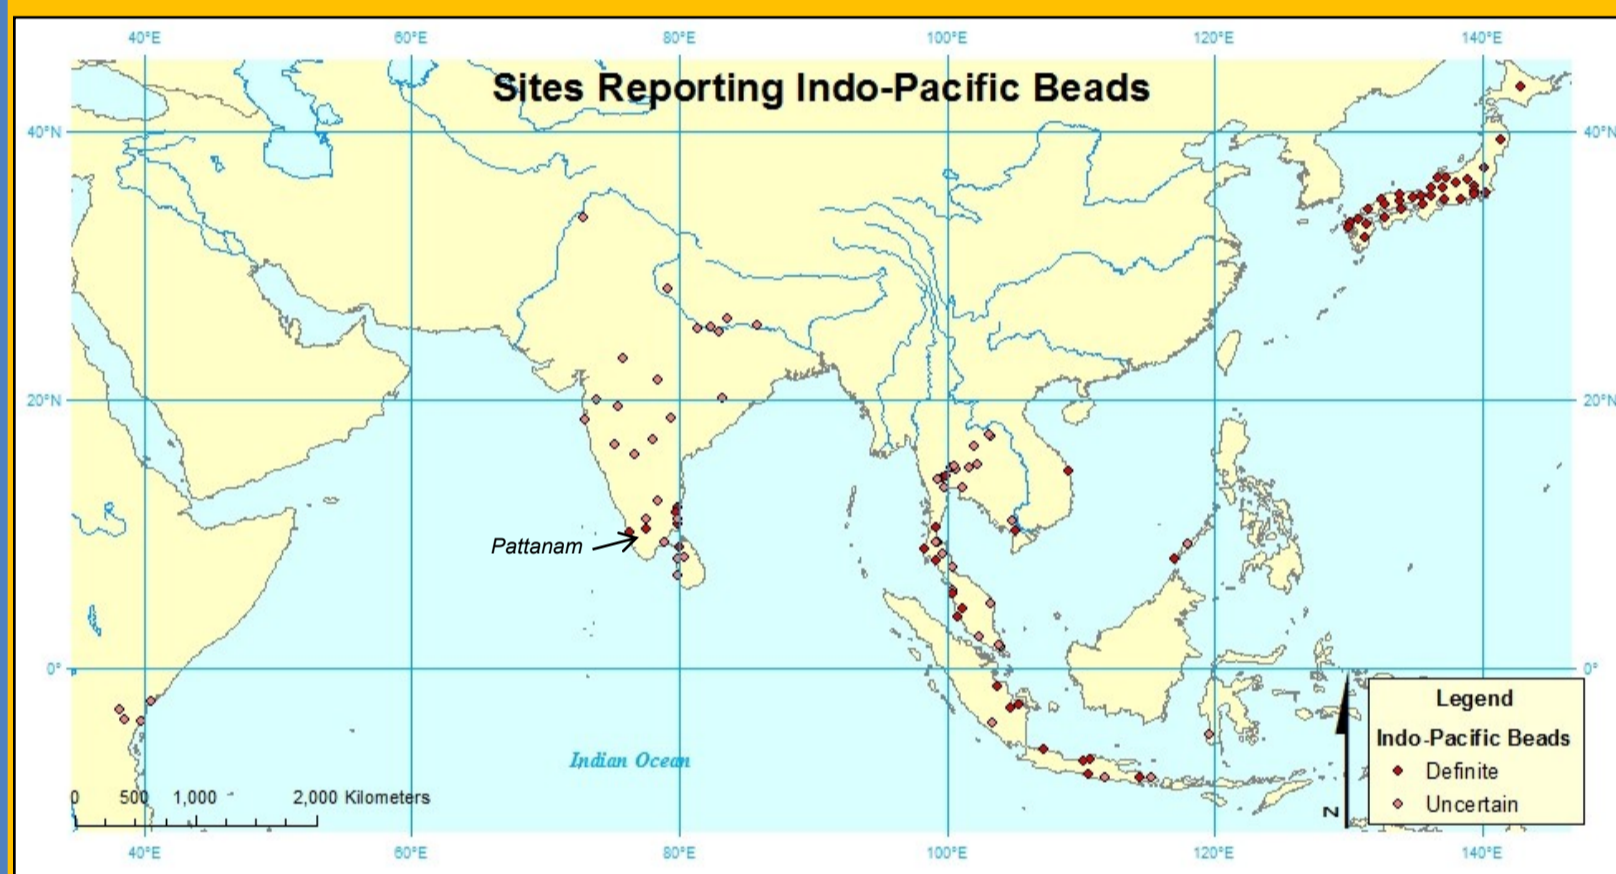 40°E 60°E 80°E 100°E 120°E 140°E
Sites Reporting Indo-Pacific Beads
40°N 40°N
20°N 20°N
Pattanam
0° 0°
Legend
Indo-Pacific Beads
Definite
Uncertain
Indian Ocean
0 500 1,000 2,000 Kilometers
N
40°E 60°E 80°E 100°E 120°E 140°E